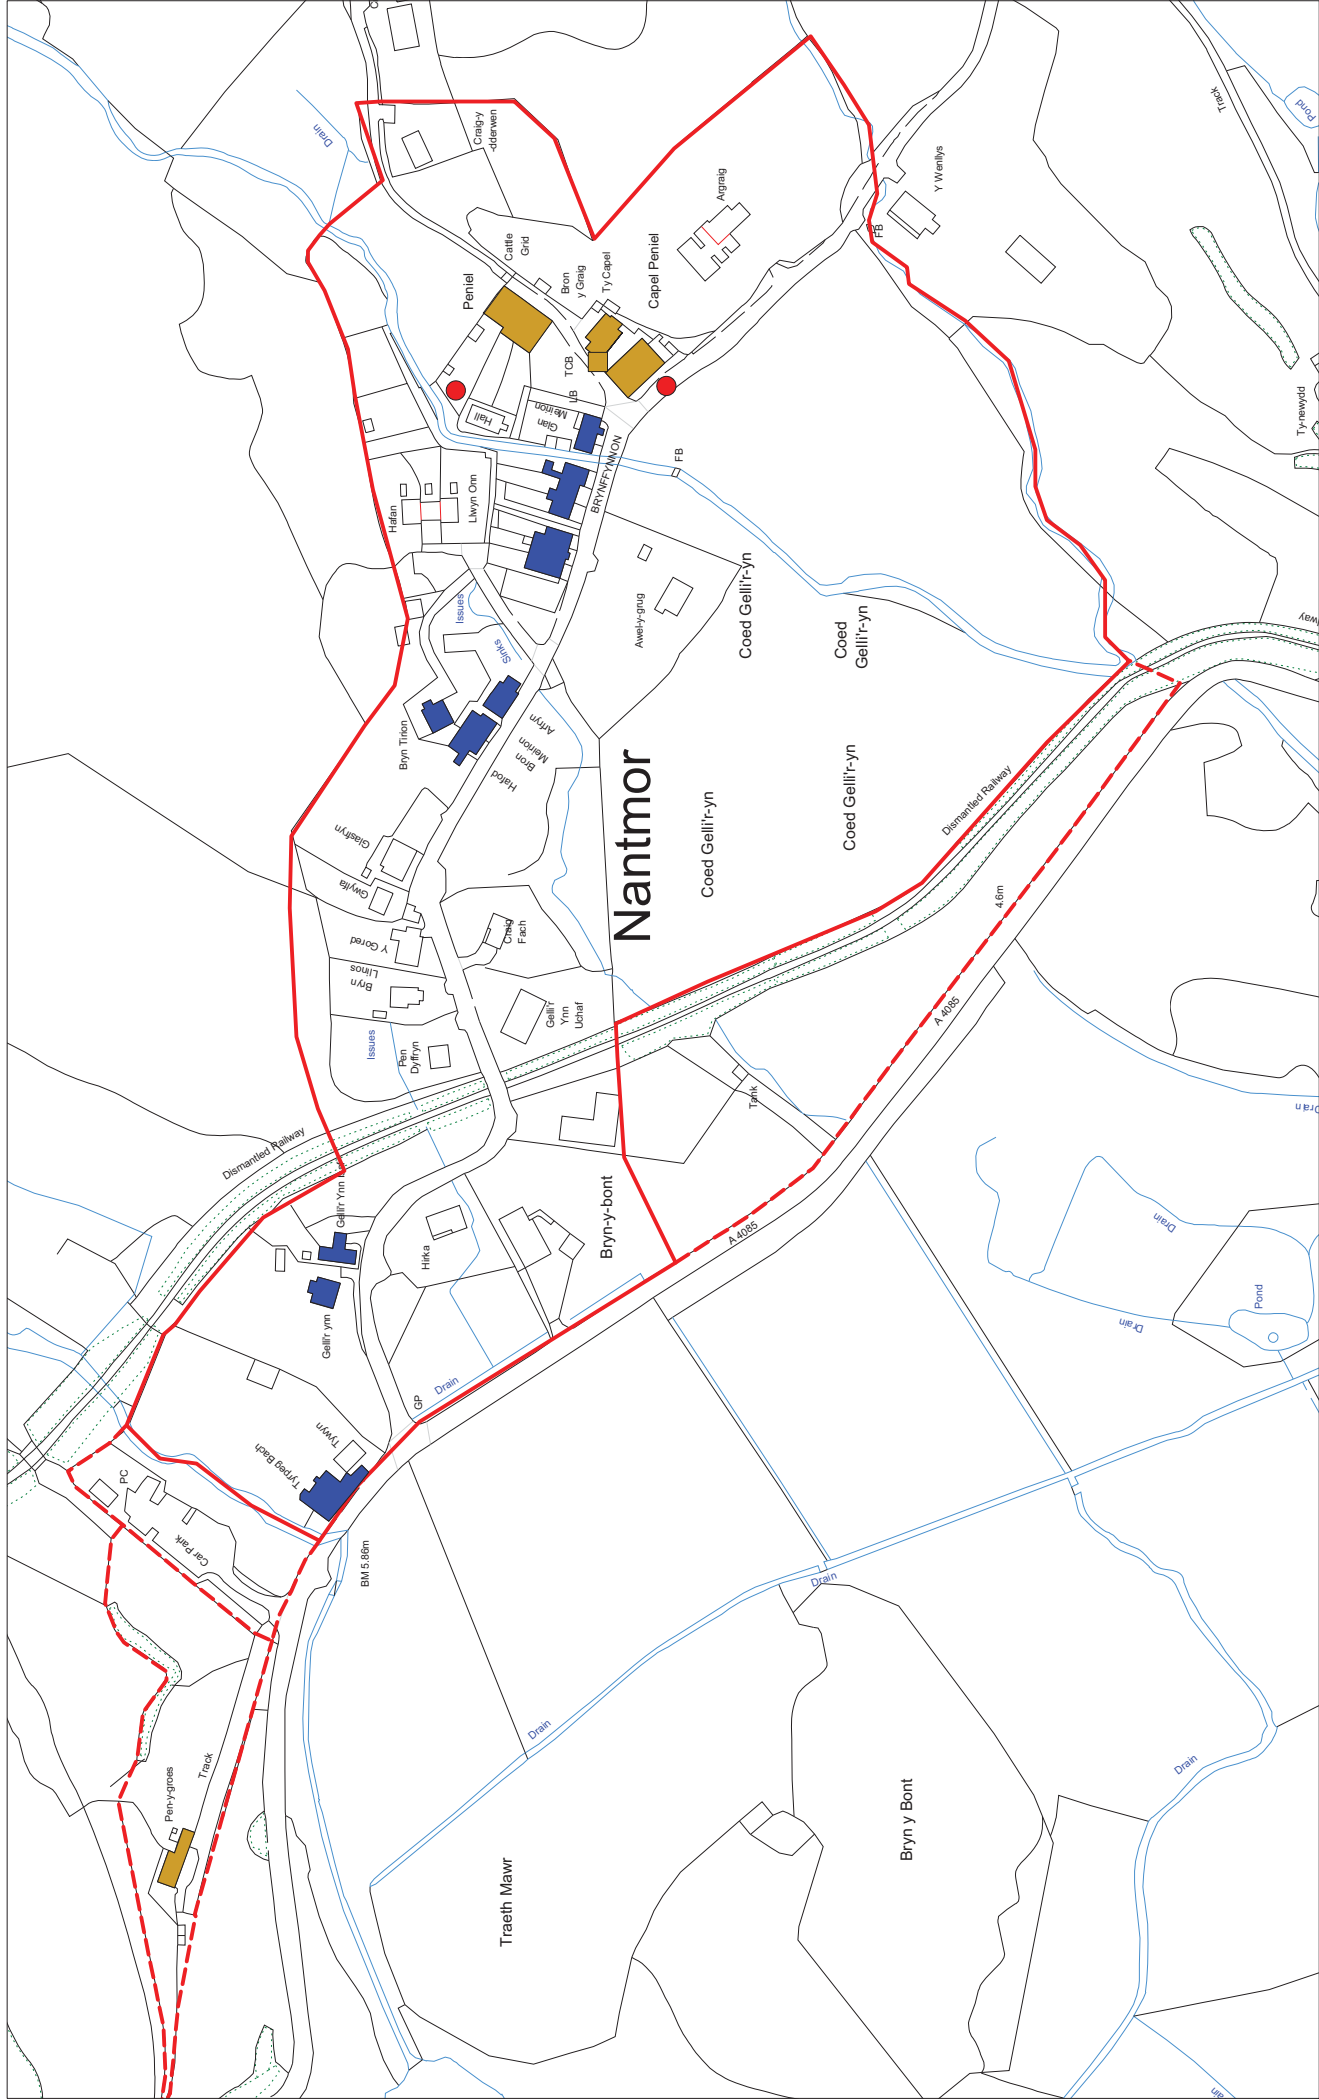 Drain
Craig-y
-dderwen
Track
Pond
Argraig
Y Wenllys
FB
Cattle
Grid
Peniel
Bron
y Graig
Ty Capel
Capel Peniel
TCB
LB
Glan
Meirion
Hall
BRYNFFYNNON
FB
Ty-newydd
Hafan
Llwyn Onn
Issues
Sinks
Awel-y-grug
Coed Gelli'r-yn
Coed
Gelli'r-yn
Bryn Tirion
Arfryn
Bron
Meirion
Hafod
Nantmor
Coed Gelli'r-yn
Coed Gelli'r-yn
Dismantled Railway
Glasfryn
Gwylfa
Y Gored
Bryn
Llinos
Craig
Fach
4.6m
Issues
Pen
Dyffryn
Gelli'r
Ynn
Uchaf
A 4085
Tank
Dismantled Railway
Gelli'r Ynn
Hirka
Bryn-y-bont
A 4085
Drain
Drain
Pond
Drain
Gelli'r ynn
GP
Drain
Tywyn
Tyrpeg Bach
PC
Car Park
BM 5.86m
Drain
Drain
Drain
Track
Pen-y-groes
Traeth Mawr
Bryn y Bont